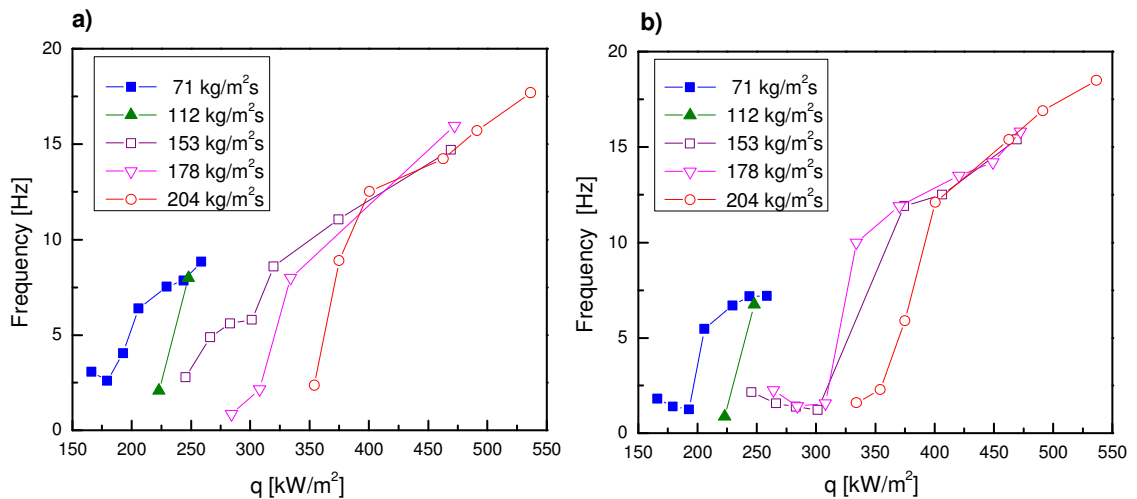 a)
20
15
10
5
0
Frequency [Hz]
71 kg/m²s
112 kg/m²s
153 kg/m²s
178 kg/m²s
204 kg/m²s
150 200 250 300 350 400 450 500 550
q [kW/m²]
b)
20
15
10
5
0
Frequency [Hz]
71 kg/m²s
112 kg/m²s
153 kg/m²s
178 kg/m²s
204 kg/m²s
150 200 250 300 350 400 450 500 550
q [kW/m²]